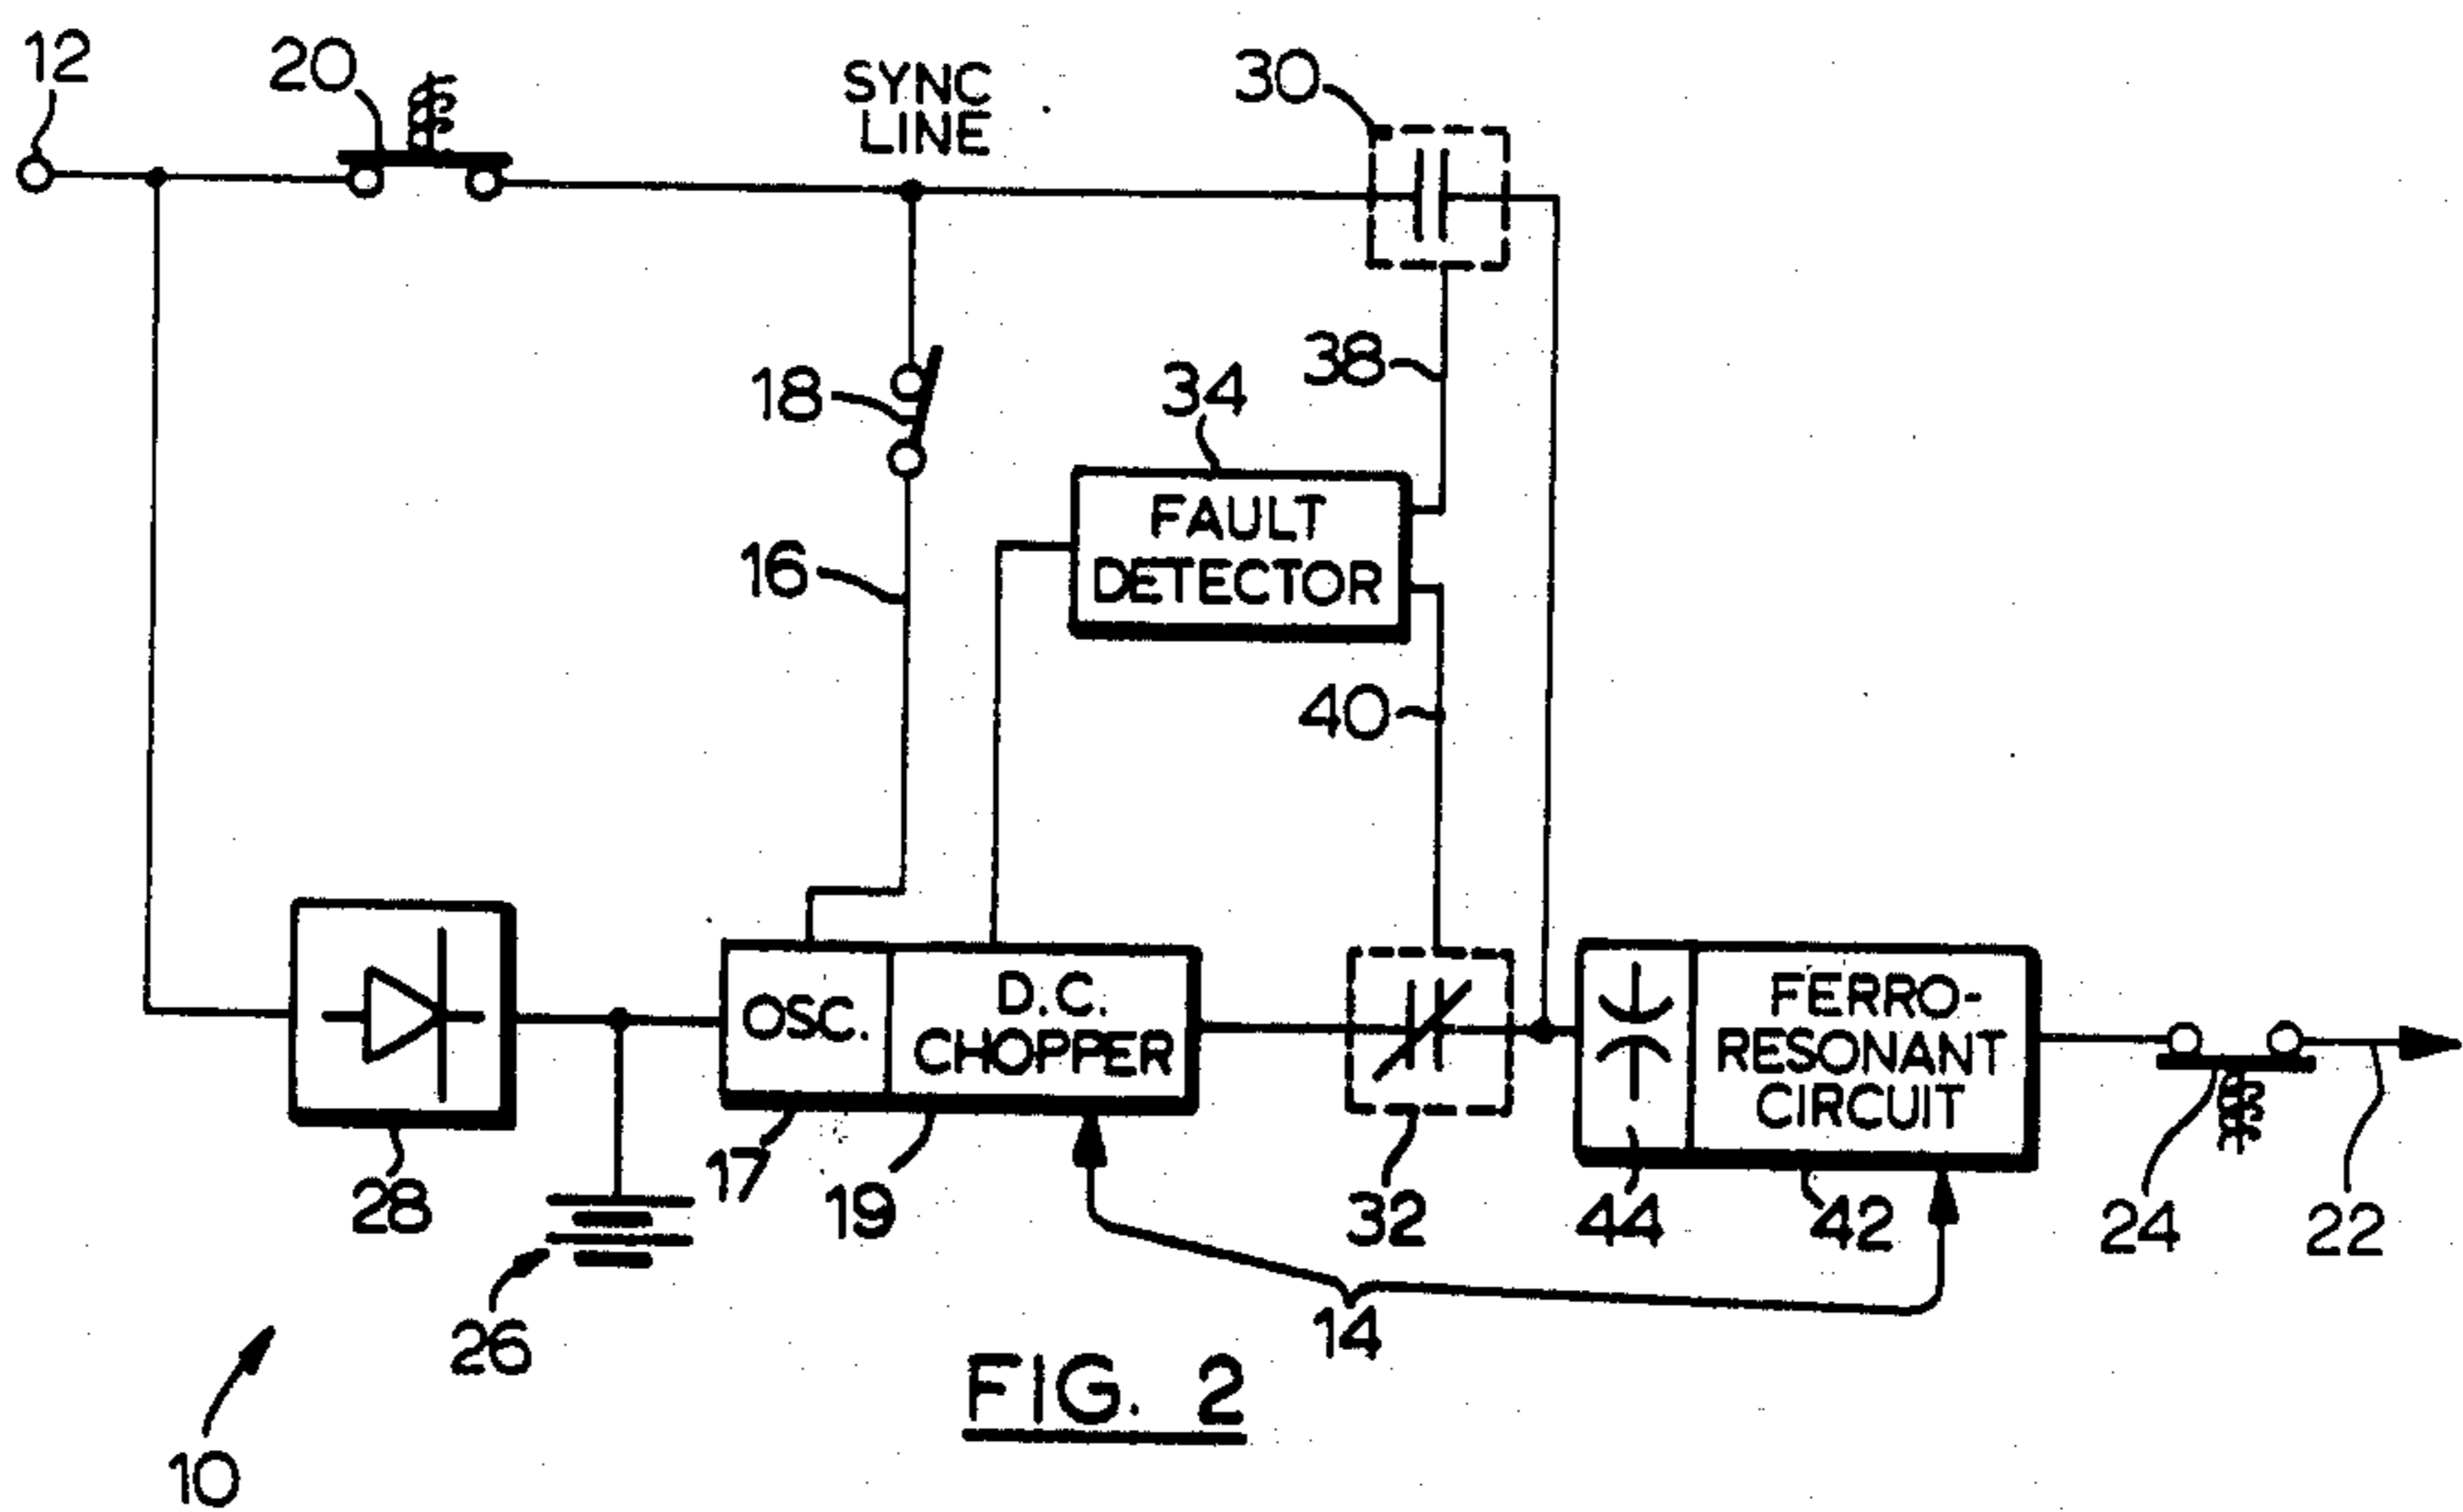 12
20
SYNC
LINE
30
18
34
38
FAULT
DETECTOR
16
40
OSC.
D.C.
CHOPPER
FERRO-
RESONANT
CIRCUIT
28
17
19
32
44
42
24
22
26
14
10
FIG. 2